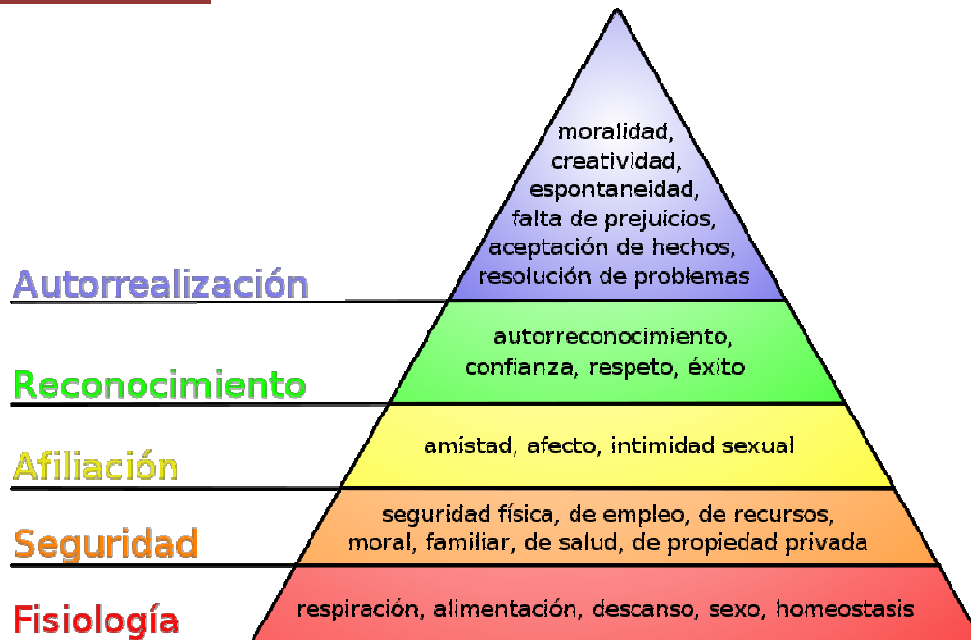 moralidad,
creatividad,
espontaneidad,
falta de prejuicios,
aceptación de hechos,
resolución de problemas
Autorrealización
autorreconocimiento,
confianza, respeto, éxito
Reconocimiento
amistad, afecto, intimidad sexual
Afiliación
seguridad física, de empleo, de recursos,
moral, familiar, de salud, de propiedad privada
Seguridad
respiración, alimentación, descanso, sexo, homeostasis
Fisiología